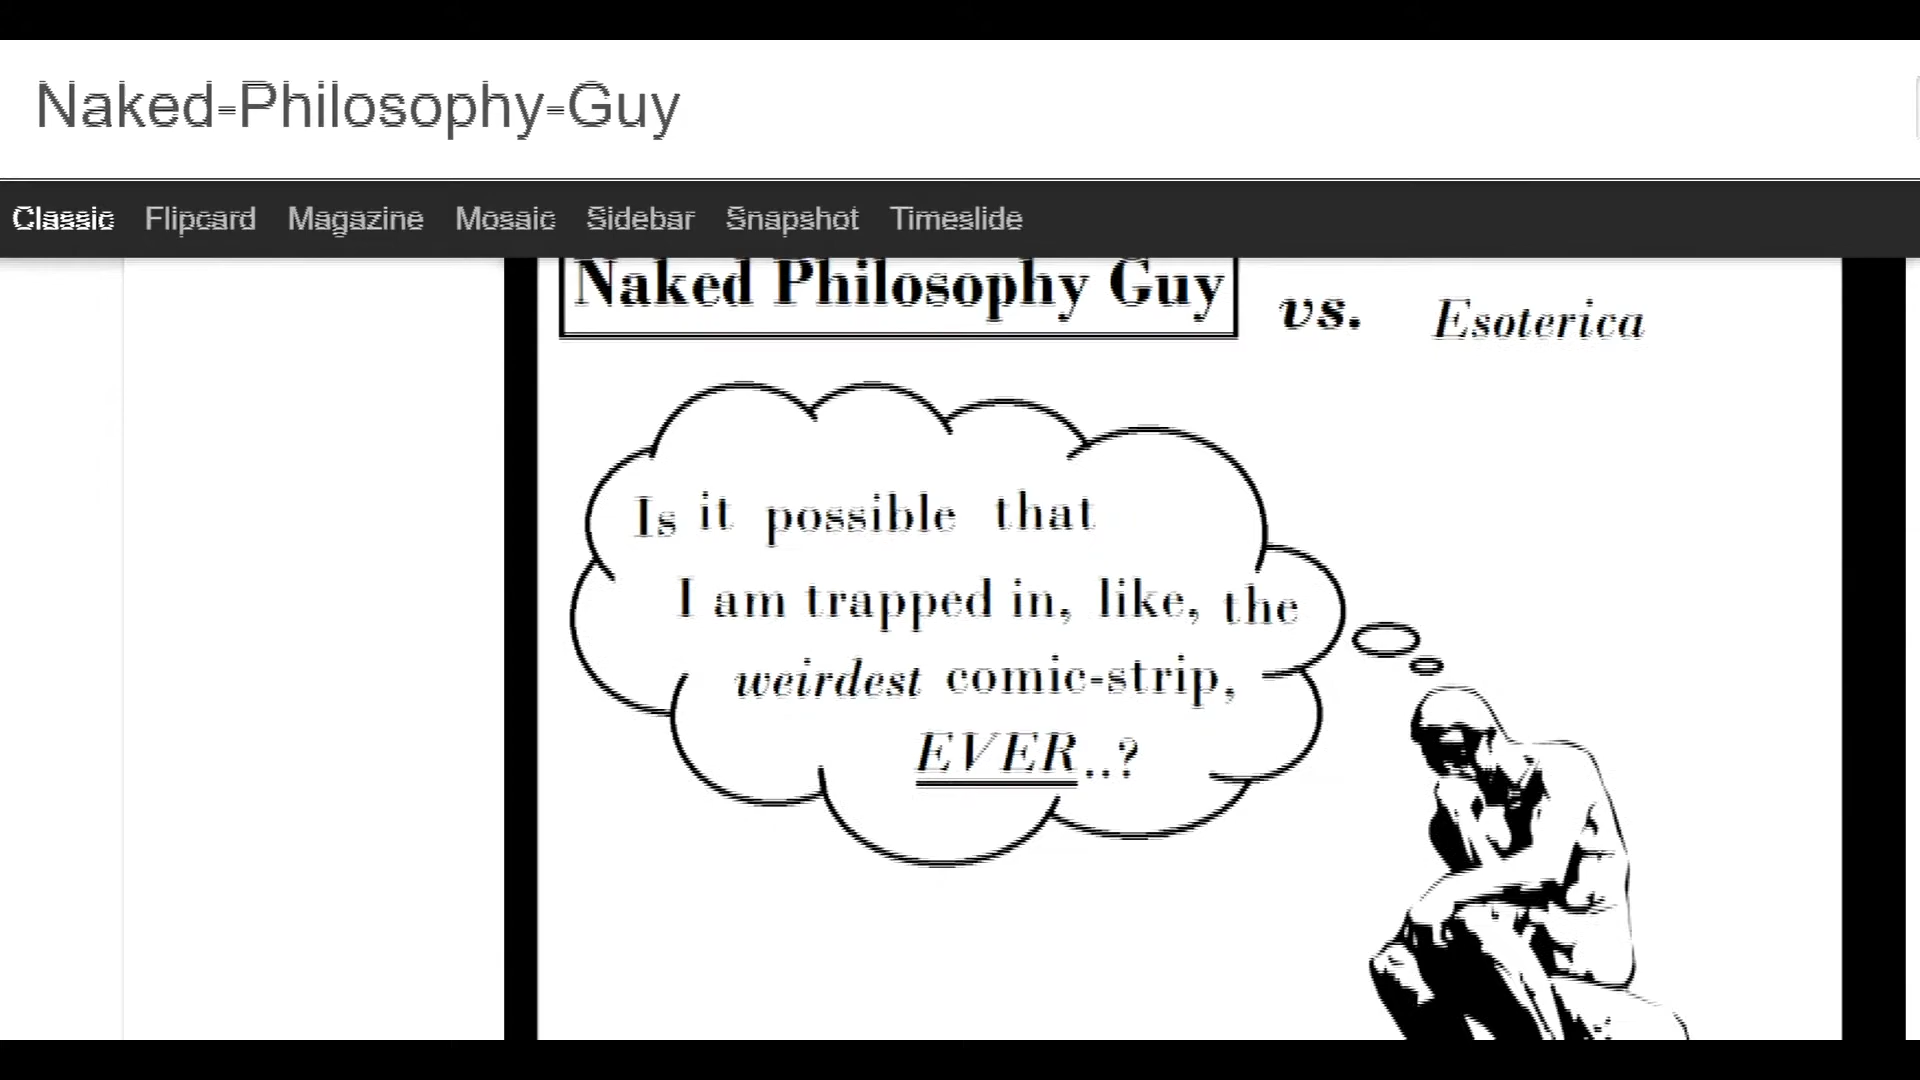 Naked-Philosophy-Guy
Classic Flipcard Magazine Mosaic Sidebar Snapshot Timeslide
Naked Philosophy Guy vs. Esoterica
Is it possible that
I am trapped in, like, the
weirdest comic-strip,
EVER..?